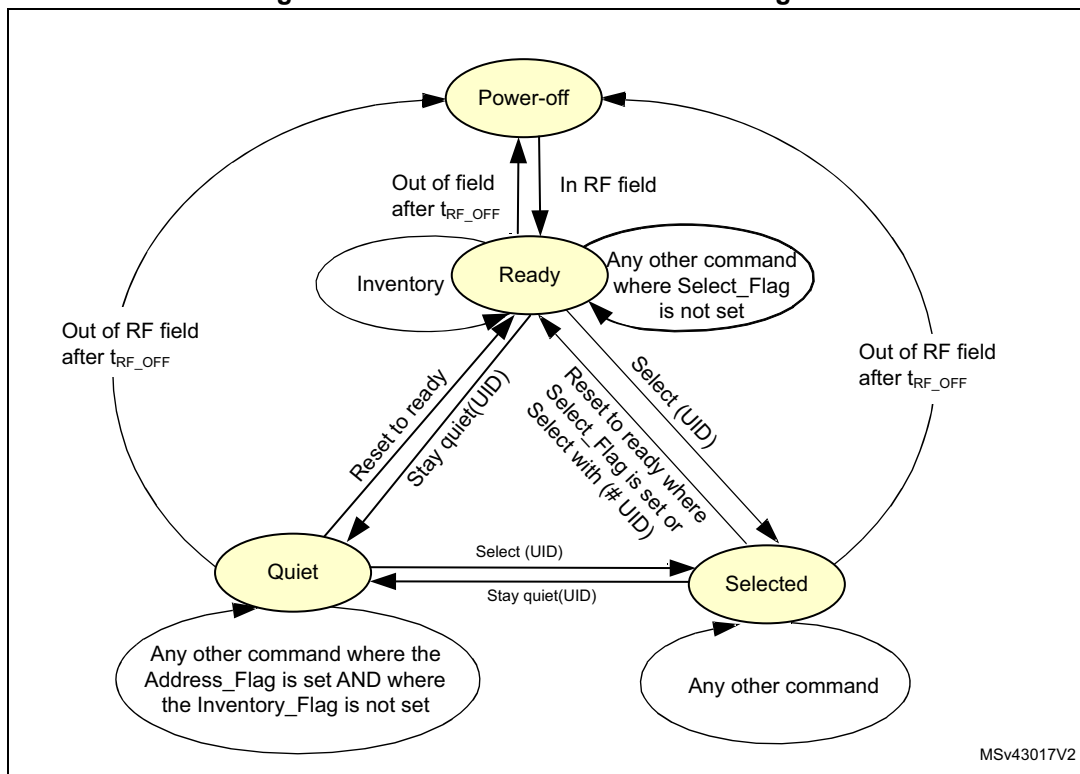 Power-off
Out of field
after tRF_OFF
In RF field
Ready
Inventory
Any other command
where Select_Flag
is not set
Out of RF field
after tRF_OFF
Out of RF field
after tRF_OFF
Reset to ready
Stay quiet(UID)
Select (UID)
Reset to ready where
Select_Flag is set or
Select with (# UID)
Quiet
Select (UID)
Stay quiet(UID)
Selected
Any other command where the
Address_Flag is set AND where
the Inventory_Flag is not set
Any other command
MSv43017V2